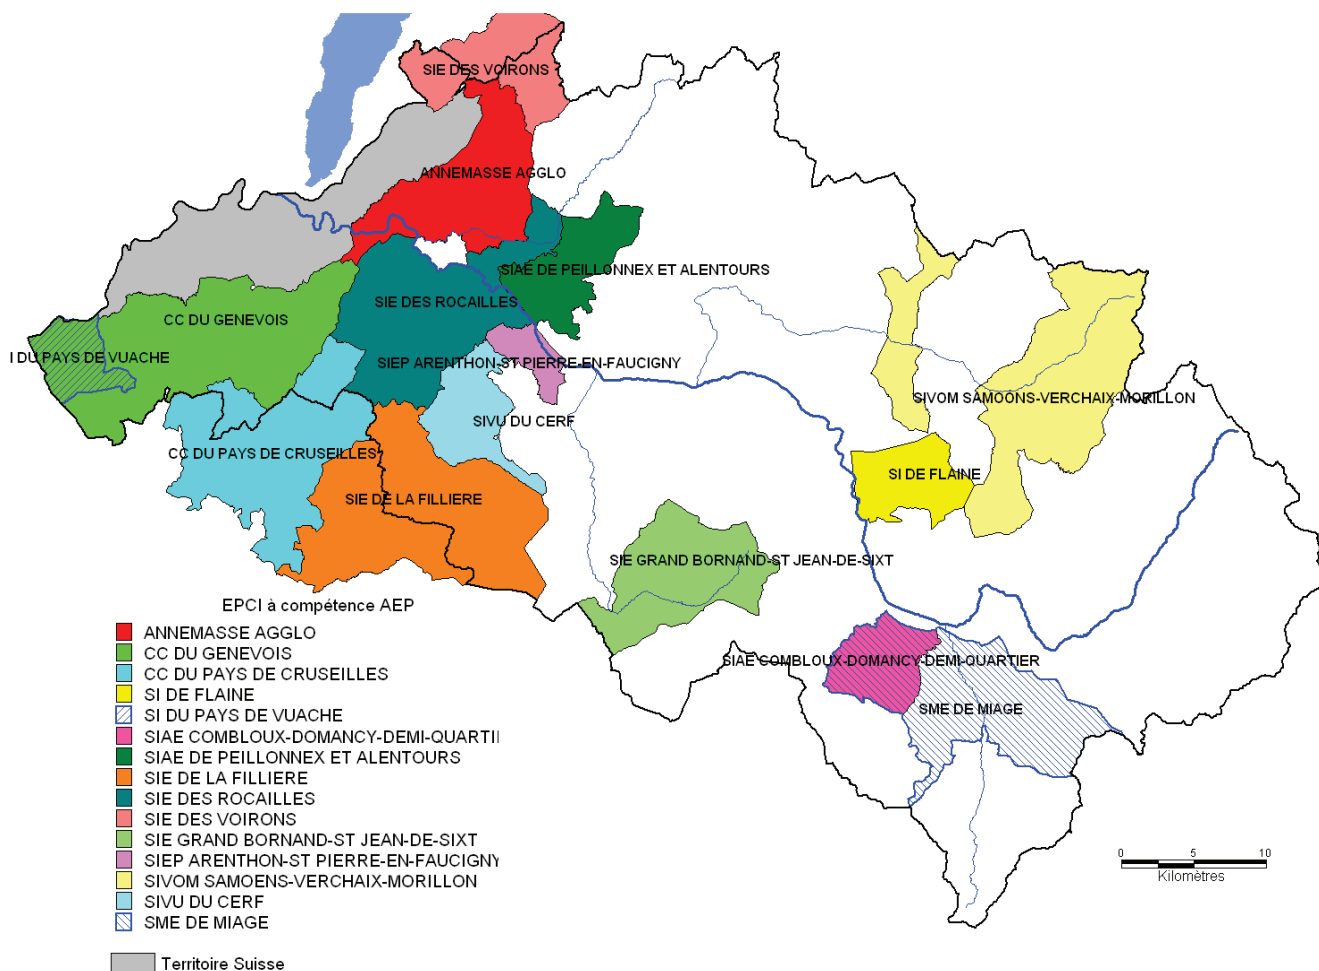 SIE DES VOIRONS
ANNEMASSE AGGLO
SIAE DE PEILLONNEX ET ALENTOURS
SIE DES ROCAILLES
CC DU GENEVOIS
I DU PAYS DE VUACHE
SIEP ARENTHON-ST PIERRE-EN-FAUCIGNY
SIVOM SAMOONS-VERCHAIX-MORILLON
SIVU DU CERF
CC DU PAYS DE CRUSEILLES
SI DE FLAINE
SIE DE LA FILLIERE
SIE GRAND BORNAND-ST JEAN-DE-SIXT
SIAE COMBLOUX-DOMANCY-DEMI-QUARTIER
SME DE MIAGE
EPCI à compétence AEP
ANNEMASSE AGGLO
CC DU GENEVOIS
CC DU PAYS DE CRUSEILLES
SI DE FLAINE
SI DU PAYS DE VUACHE
SIAE COMBLOUX-DOMANCY-DEMI-QUARTI
SIAE DE PEILLONNEX ET ALENTOURS
SIE DE LA FILLIERE
SIE DES ROCAILLES
SIE DES VOIRONS
SIE GRAND BORNAND-ST JEAN-DE-SIXT
SIEP ARENTHON-ST PIERRE-EN-FAUCIGNY
SIVOM SAMOENS-VERCHAIX-MORILLON
SIVU DU CERF
SME DE MIAGE
Territoire Suisse
0 5 10
Kilomètres